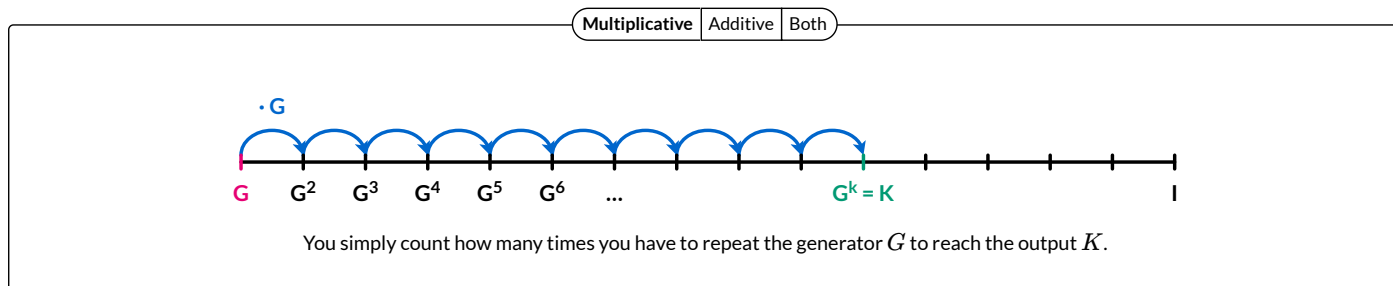 Multiplicative Additive Both
· G
G G² G³ G⁴ G⁵ G⁶ ... Gᵏ = K I
You simply count how many times you have to repeat the generator G to reach the output K.